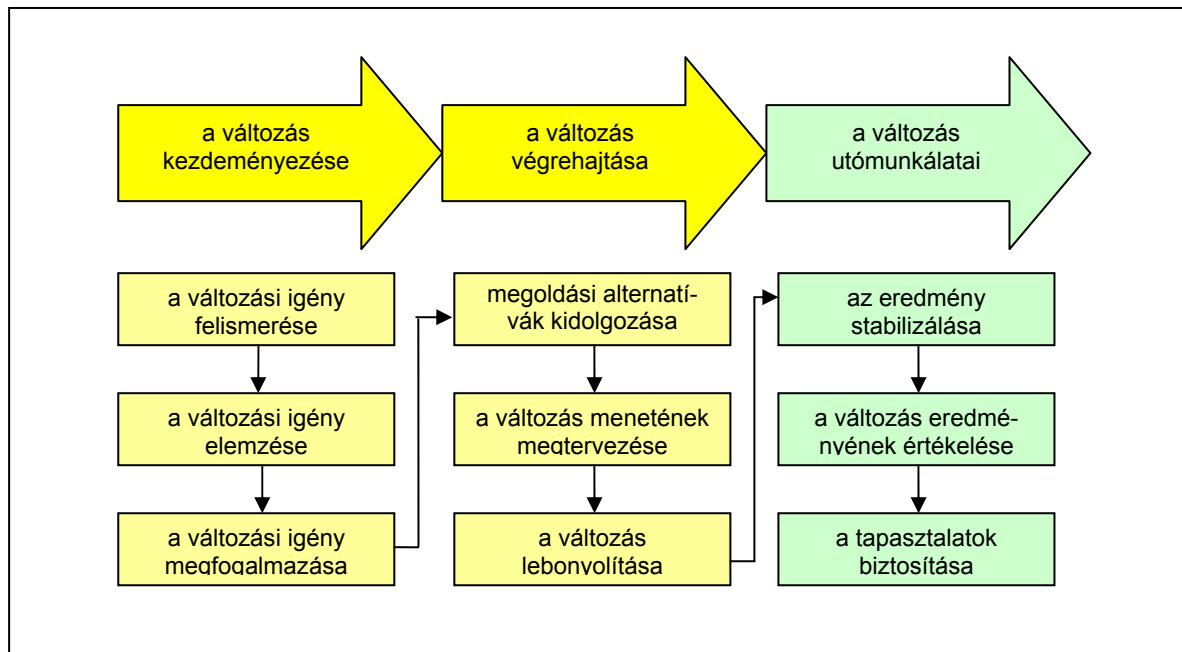 a változás
kezdeményezése
a változás
végrehajtása
a változás
utómunkálatai
a változási igény
felismerése
a változási igény
elemzése
a változási igény
megfogalmazása
megoldási alternatí-
vák kidolgozása
a változás menetének
megtervezése
a változás
lebonyolítása
az eredmény
stabilizálása
a változás eredmé-
nyének értékelése
a tapasztalatok
biztosítása